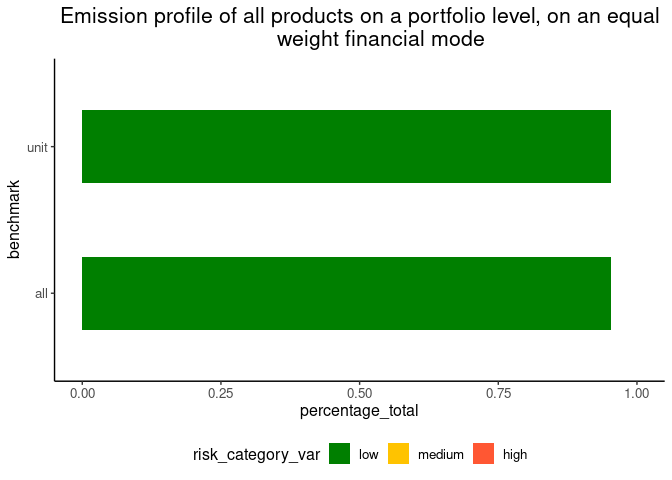 Emission profile of all products on a portfolio level, on an equal
weight financial mode
benchmark
unit
all
0.00 0.25 0.50 0.75 1.00
percentage_total
risk_category_var low medium high